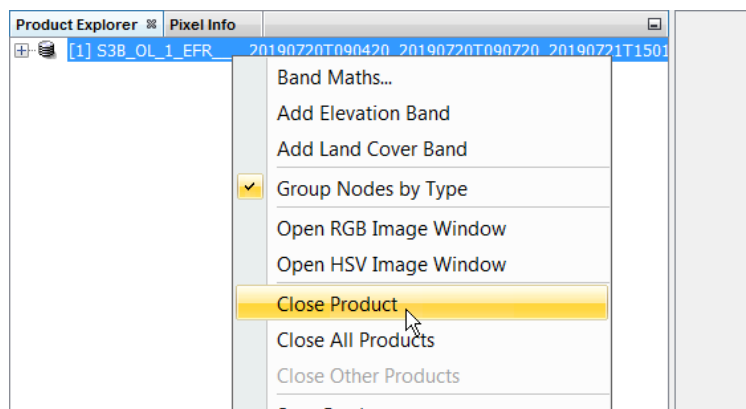 Product Explorer Pixel Info
[1] S3B_OL_1_EFR____20190720T090420_20190720T090720_20190721T1501
Band Maths...
Add Elevation Band
Add Land Cover Band
Group Nodes by Type
Open RGB Image Window
Open HSV Image Window
Close Product
Close All Products
Close Other Products